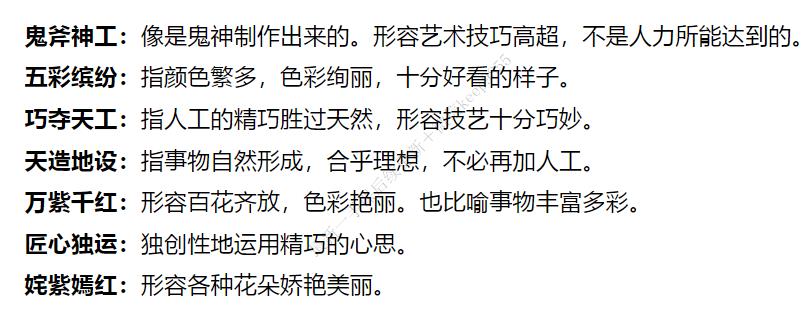 鬼斧神工：像是鬼神制作出来的。形容艺术技巧高超，不是人力所能达到的。
五彩缤纷：指颜色繁多，色彩绚丽，十分好看的样子。
巧夺天工：指人工的精巧胜过天然，形容技艺十分巧妙。
天造地设：指事物自然形成，合乎理想，不必再加人工。
万紫千红：形容百花齐放，色彩艳丽。也比喻事物丰富多彩。
匠心独运：独创性地运用精巧的心思。
姹紫嫣红：形容各种花朵娇艳美丽。